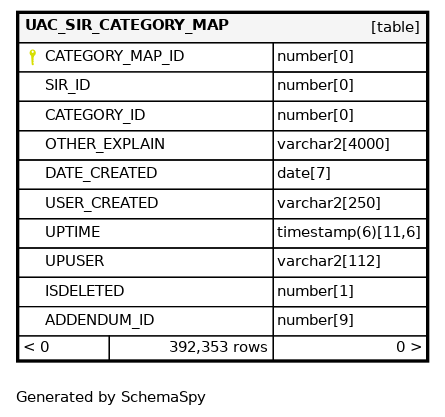 UAC_SIR_CATEGORY_MAP [table]
CATEGORY_MAP_ID number[0]
SIR_ID number[0]
CATEGORY_ID number[0]
OTHER_EXPLAIN varchar2[4000]
DATE_CREATED date[7]
USER_CREATED varchar2[250]
UPTIME timestamp(6)[11,6]
UPUSER varchar2[112]
ISDELETED number[1]
ADDENDUM_ID number[9]
< 0 392,353 rows 0 >
Generated by SchemaSpy